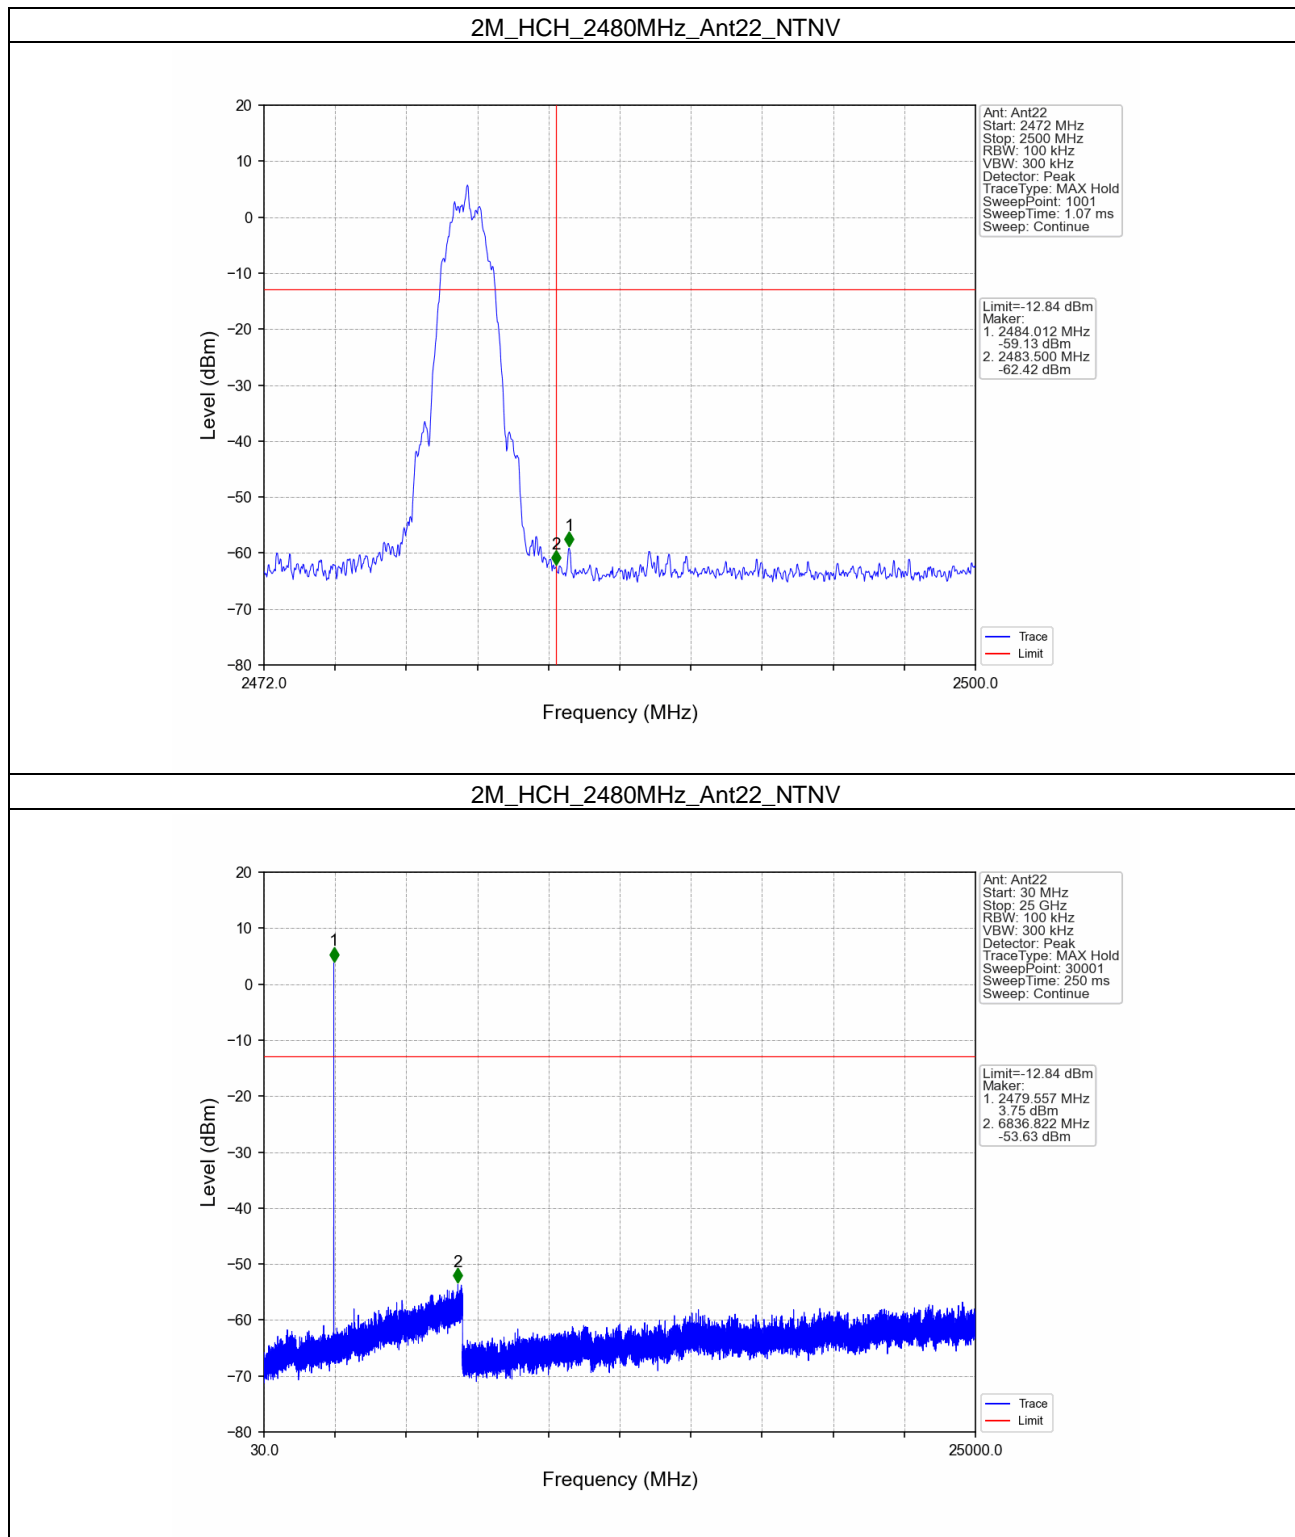 2M_HCH_2480MHz_Ant22_NTNV
20
10
0
−10
−20
−30
−40
−50
−60
−70
−80
Level (dBm)
2472.0
2500.0
Frequency (MHz)
1
2
Ant: Ant22
Start: 2472 MHz
Stop: 2500 MHz
RBW: 100 kHz
VBW: 300 kHz
Detector: Peak
TraceType: MAX Hold
SweepPoint: 1001
SweepTime: 1.07 ms
Sweep: Continue
Limit=-12.84 dBm
Maker:
1. 2484.012 MHz
-59.13 dBm
2. 2483.500 MHz
-62.42 dBm
Trace
Limit
2M_HCH_2480MHz_Ant22_NTNV
20
10
0
−10
−20
−30
−40
−50
−60
−70
−80
Level (dBm)
30.0
25000.0
Frequency (MHz)
1
2
Ant: Ant22
Start: 30 MHz
Stop: 25 GHz
RBW: 100 kHz
VBW: 300 kHz
Detector: Peak
TraceType: MAX Hold
SweepPoint: 30001
SweepTime: 250 ms
Sweep: Continue
Limit=-12.84 dBm
Maker:
1. 2479.557 MHz
3.75 dBm
2. 6836.822 MHz
-53.63 dBm
Trace
Limit